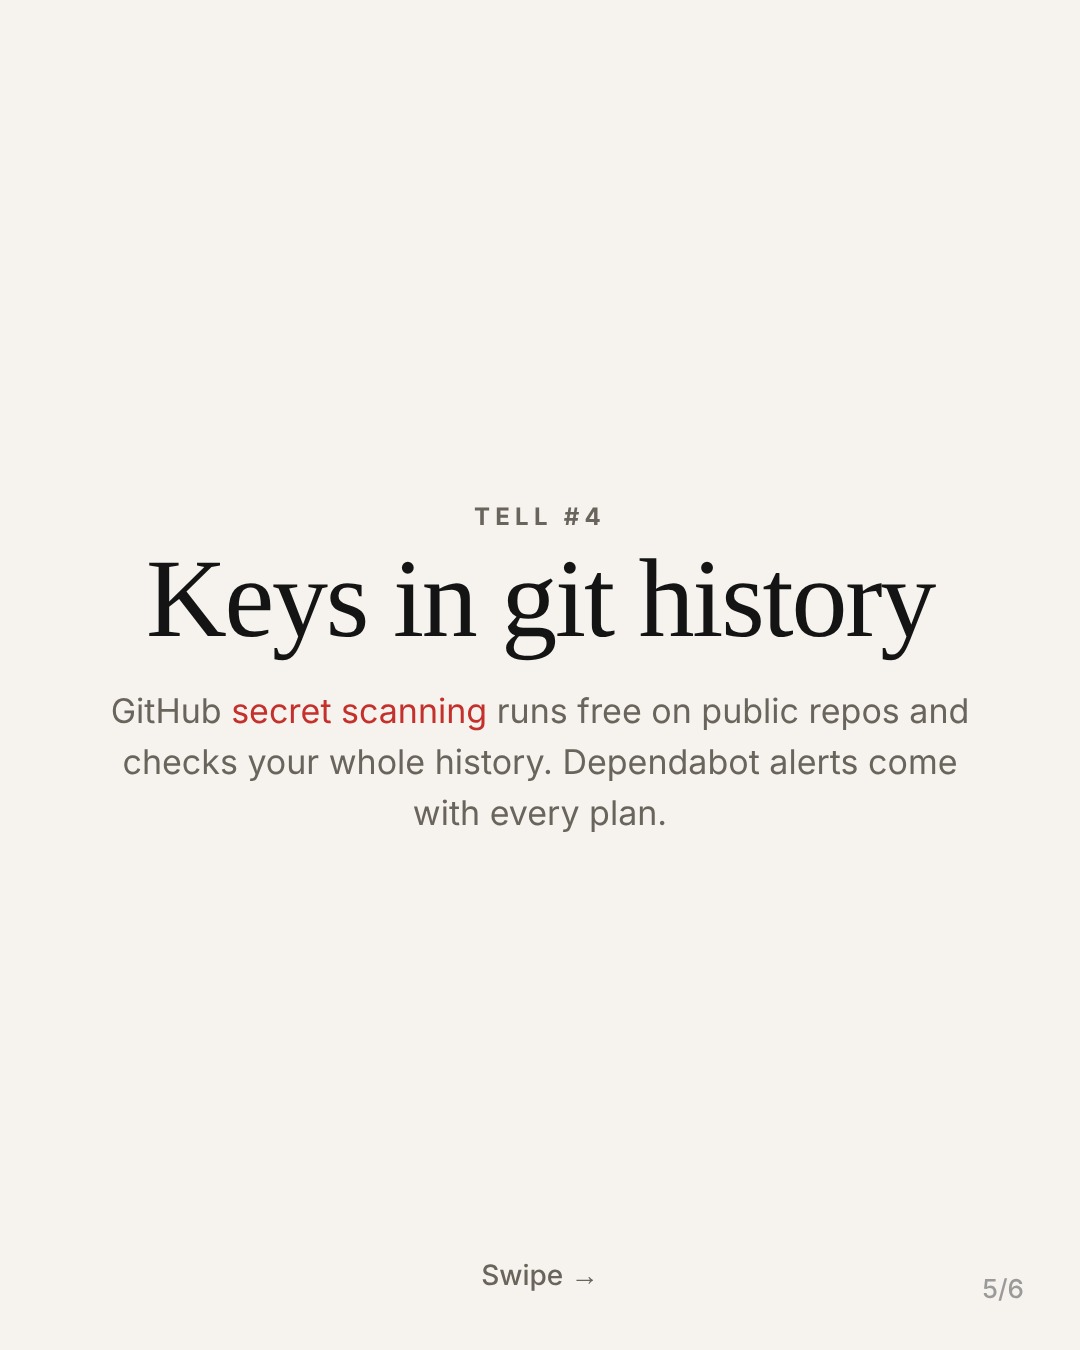 TELL #4
Keys in git history
GitHub secret scanning runs free on public repos and
checks your whole history. Dependabot alerts come
with every plan.
Swipe →
5/6